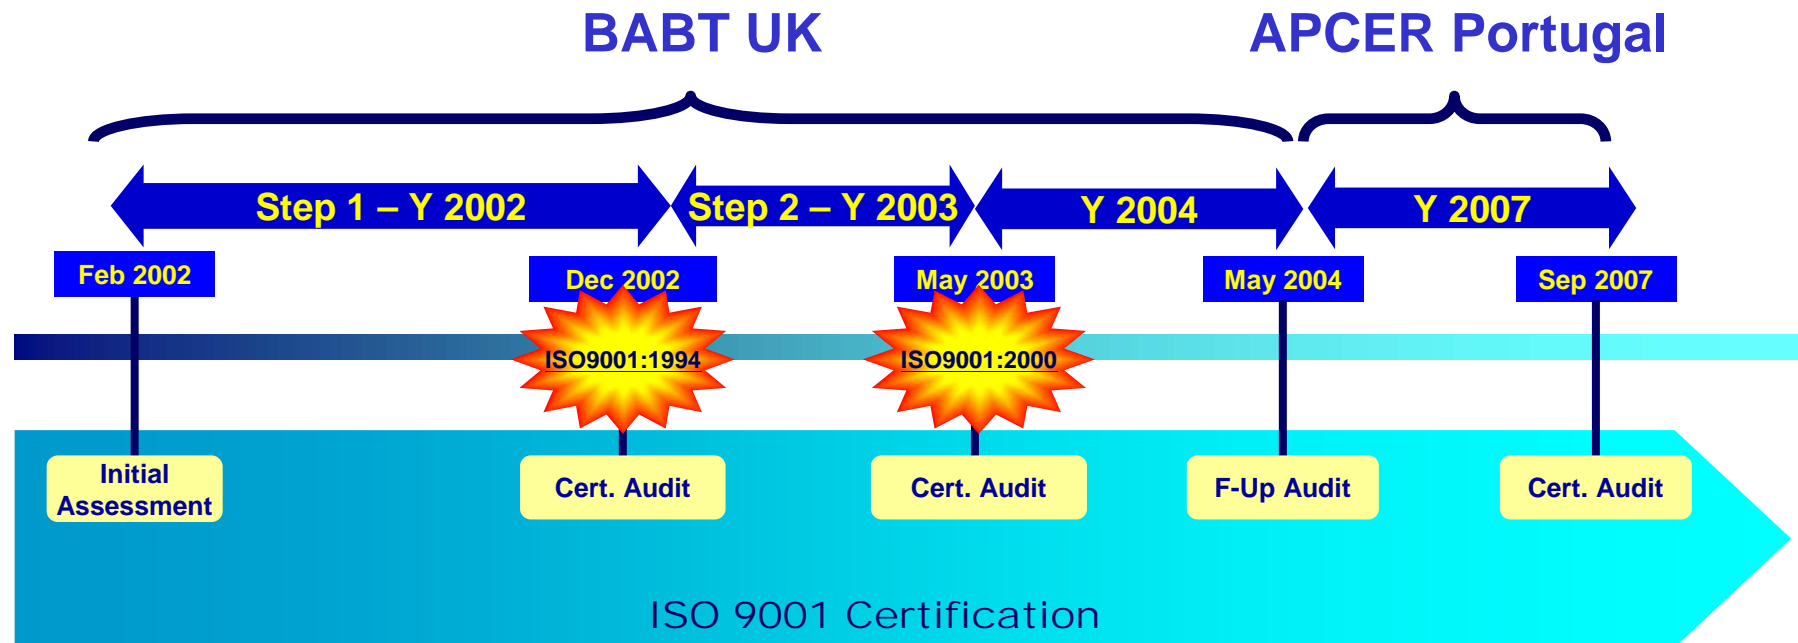 BABT UK
APCER Portugal
Step 1 – Y 2002
Step 2 – Y 2003
Y 2004
Y 2007
Feb 2002
Dec 2002
May 2003
May 2004
Sep 2007
ISO9001:1994
ISO9001:2000
Initial
Assessment
Cert. Audit
Cert. Audit
F-Up Audit
Cert. Audit
ISO 9001 Certification